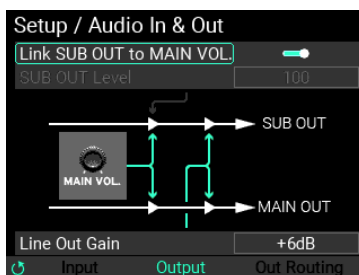 Setup / Audio In & Out
Link SUB OUT to MAIN VOL.
SUB OUT Level 100
SUB OUT
MAIN VOL.
MAIN OUT
Line Out Gain +6dB
Input Output Out Routing